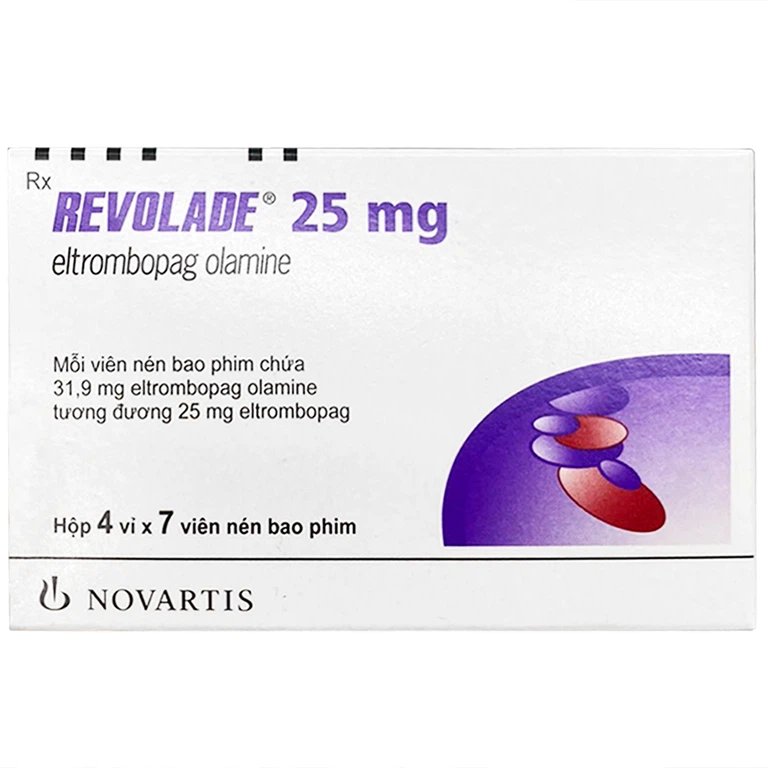 Rx
REVOLADE® 25 mg
eltrombopag olamine
Mỗi viên nén bao phim chứa
31,9 mg eltrombopag olamine
tương đương 25 mg eltrombopag
Hộp 4 vỉ x 7 viên nén bao phim
NOVARTIS